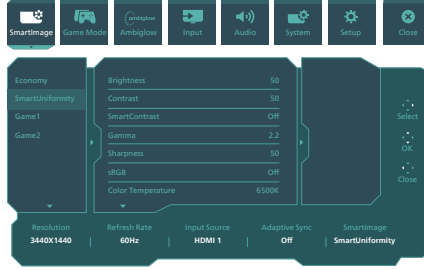 SmartImage
Game Mode
ambiglow
Ambiglow
Input
Audio
System
Setup
Close
Economy
SmartUniformity
Game1
Game2
Brightness 50
Contrast 50
SmartContrast Off
Gamma 2.2
Sharpness 50
sRGB Off
Color Temperature 6500K
Select
OK
Close
Resolution Refresh Rate Input Source Adaptive Sync SmartImage
3440X1440 60Hz HDMI 1 Off SmartUniformity